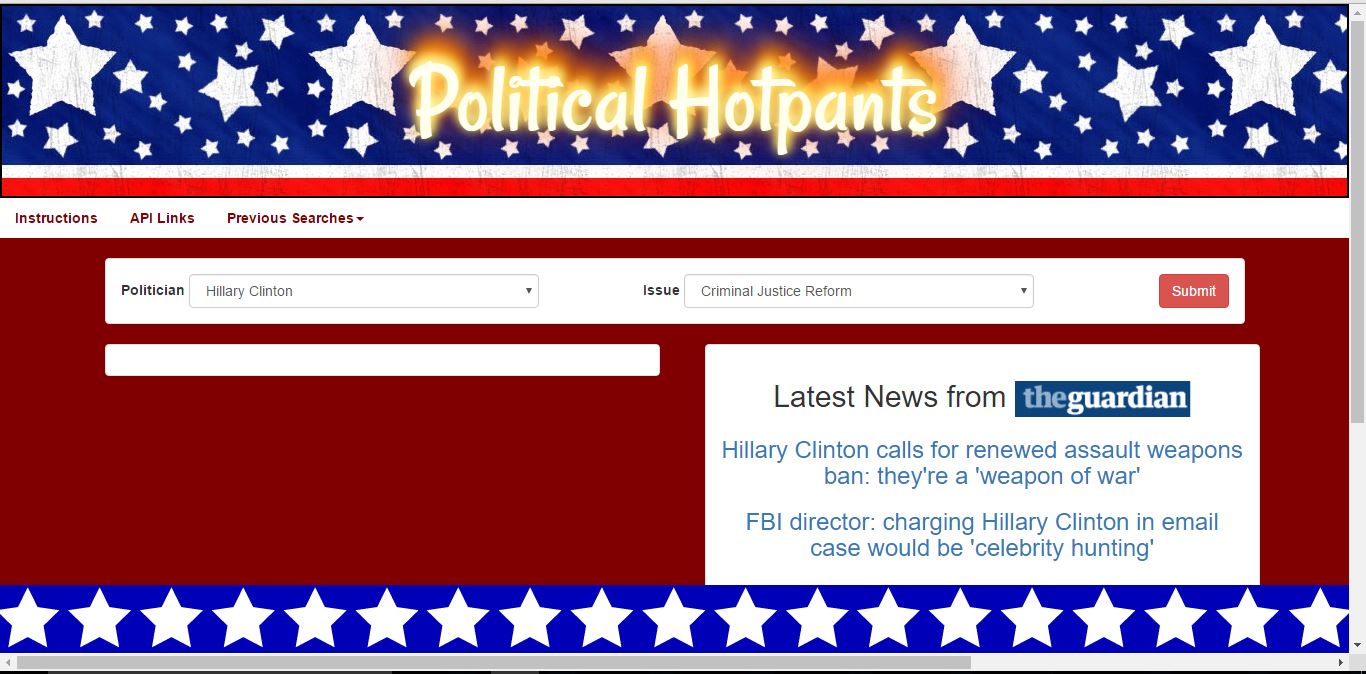 Political Hotpants
Instructions API Links Previous Searches
Politician Hillary Clinton Issue Criminal Justice Reform Submit
Latest News from theguardian
Hillary Clinton calls for renewed assault weapons
ban: they're a 'weapon of war'
FBI director: charging Hillary Clinton in email
case would be 'celebrity hunting'